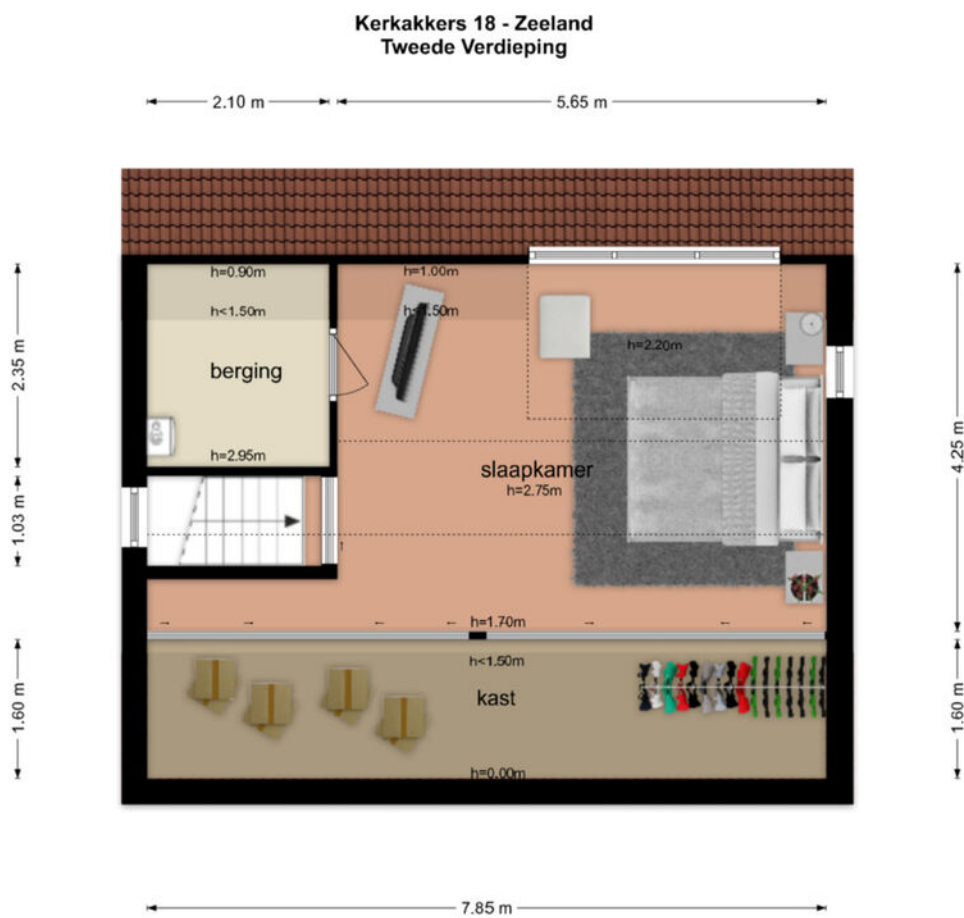 Kerkakkers 18 - Zeeland
Tweede Verdieping
2.10 m
5.65 m
h=0.90m
h=1.00m
h<1.50m
h<1.50m
h=2.20m
berging
2.35 m
4.25 m
h=2.95m
slaapkamer
h=2.75m
1.03 m
h=1.70m
h<1.50m
kast
1.60 m
1.60 m
h=0.00m
7.85 m